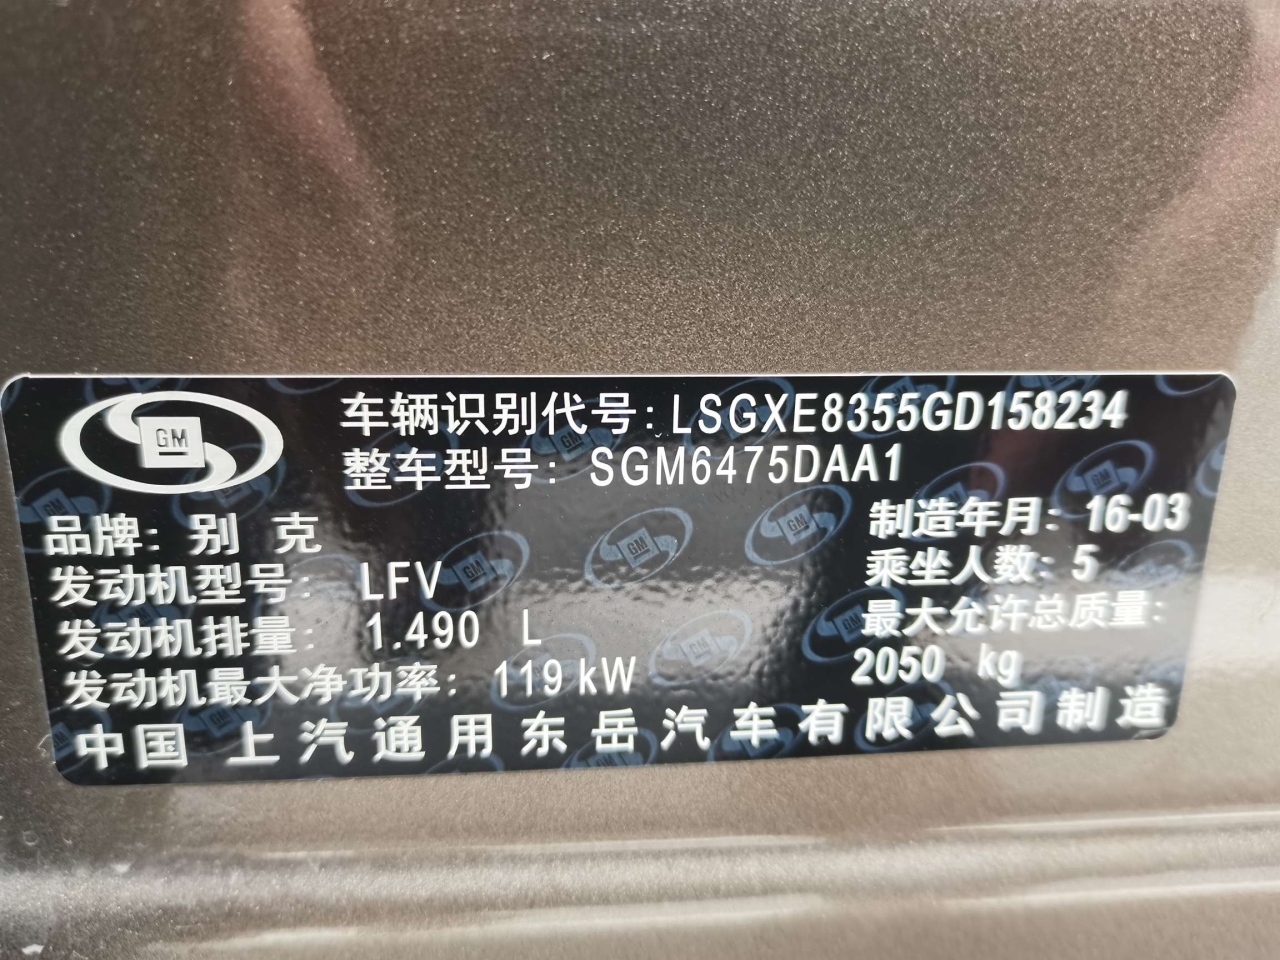 GM
车辆识别代号: LSGXE8355GD158234
整车型号: SGM6475DAA1
品牌: 别 克
制造年月: 16-03
发动机型号: LFV
乘坐人数: 5
发动机排量: 1.490 L
最大允许总质量:
2050 kg
发动机最大净功率: 119 kW
中国 上汽通用东岳汽车有限公司制造